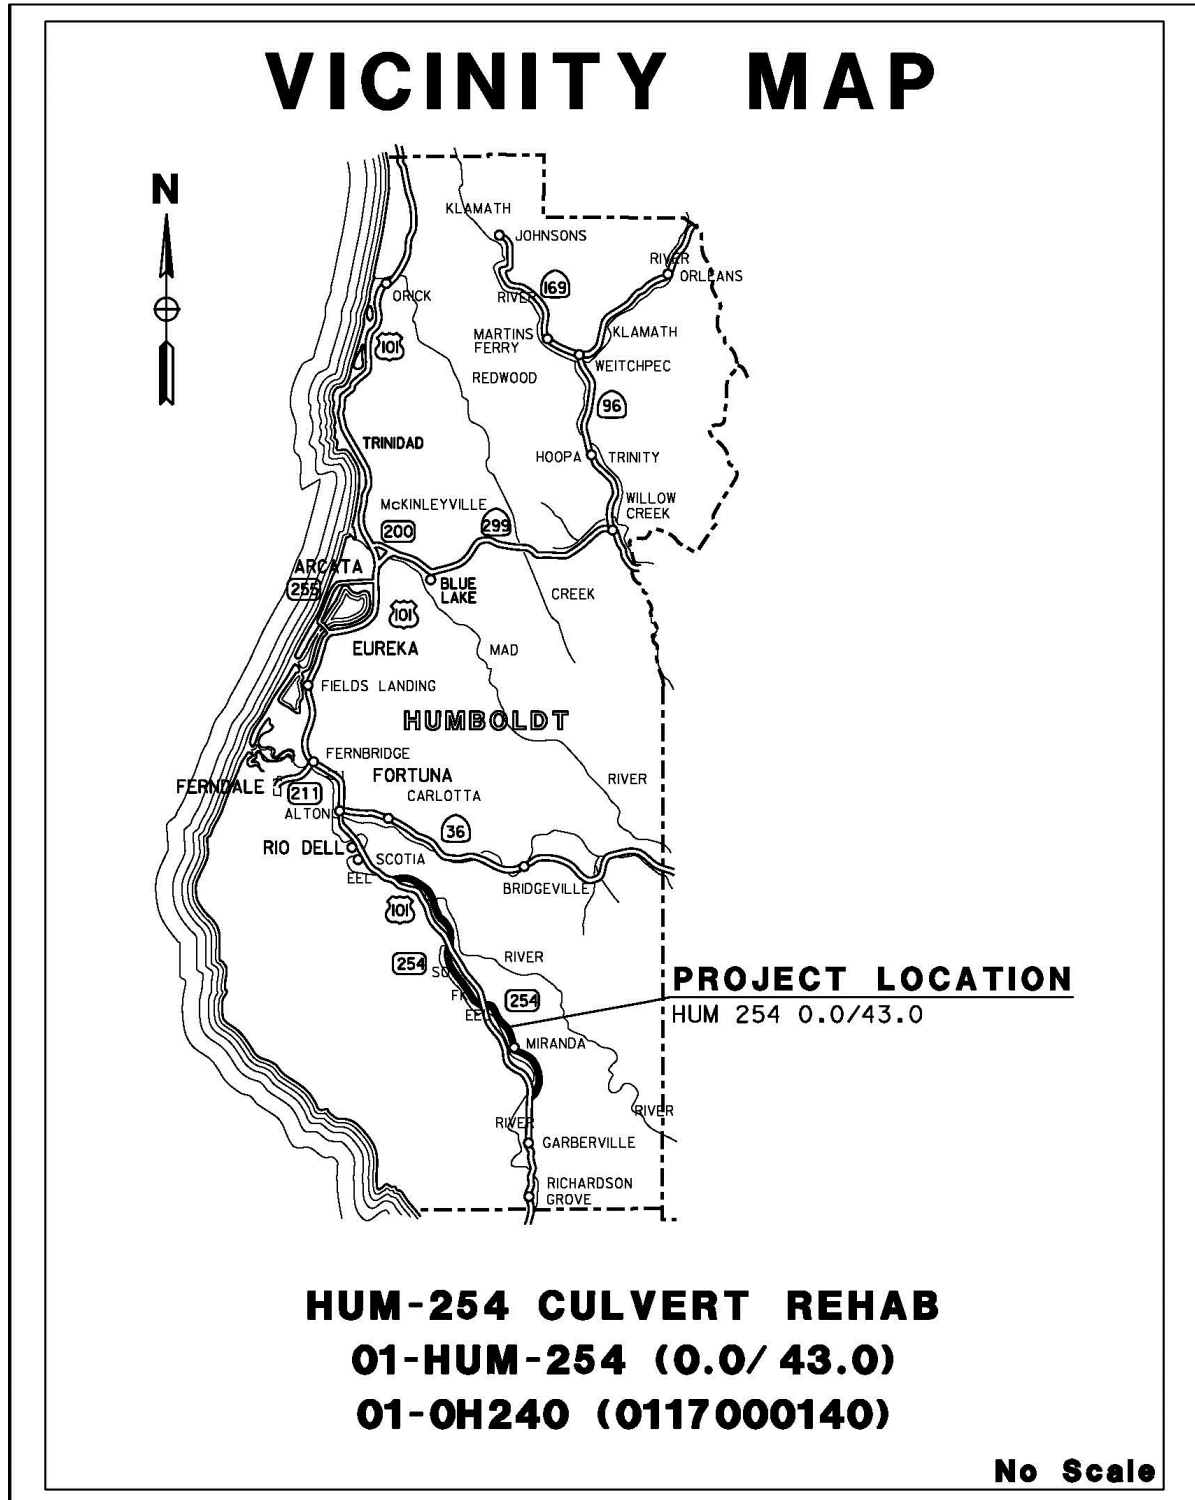 VICINITY MAP
N
KLAMATH
JOHNSONS
RIVER
ORLEANS
169
RIVER
ORICK
MARTINS
FERRY
KLAMATH
101
WEITCHPEC
REDWOOD
96
TRINIDAD
HOOPA
TRINITY
McKINLEYVILLE
WILLOW
CREEK
200
299
ARCATA
255
BLUE
LAKE
CREEK
101
EUREKA
MAD
FIELDS LANDING
HUMBOLDT
FERNBRIDGE
FERNDALE
FORTUNA
RIVER
211
CARLOTTA
ALTON
36
RIO DELL
SCOTIA
EEL
BRIDGEVILLE
101
RIVER
254
SO
FK
254
EEL
PROJECT LOCATION
HUM 254 0.0/43.0
MIRANDA
RIVER
RIVER
GARBERVILLE
RICHARDSON
GROVE
HUM-254 CULVERT REHAB
01-HUM-254 (0.0/43.0)
01-0H240 (0117000140)
No Scale